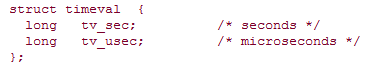 struct timeval  {
  long   tv_sec;         /* seconds */
  long   tv_usec;        /* microseconds */
};